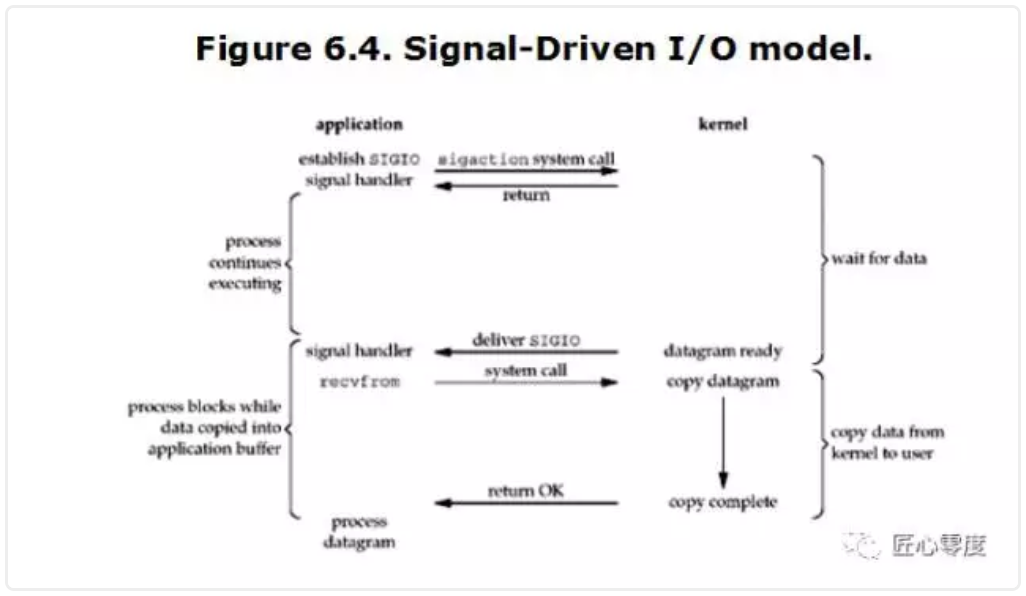 Figure 6.4. Signal-Driven I/O model.
application
kernel
establish SIGIO
signal handler
sigaction system call
return
process
continues
executing
wait for data
signal handler
deliver SIGIO
datagram ready
recvfrom
system call
copy datagram
process blocks while
data copied into
application buffer
copy data from
kernel to user
return OK
copy complete
process
datagram
匠心零度